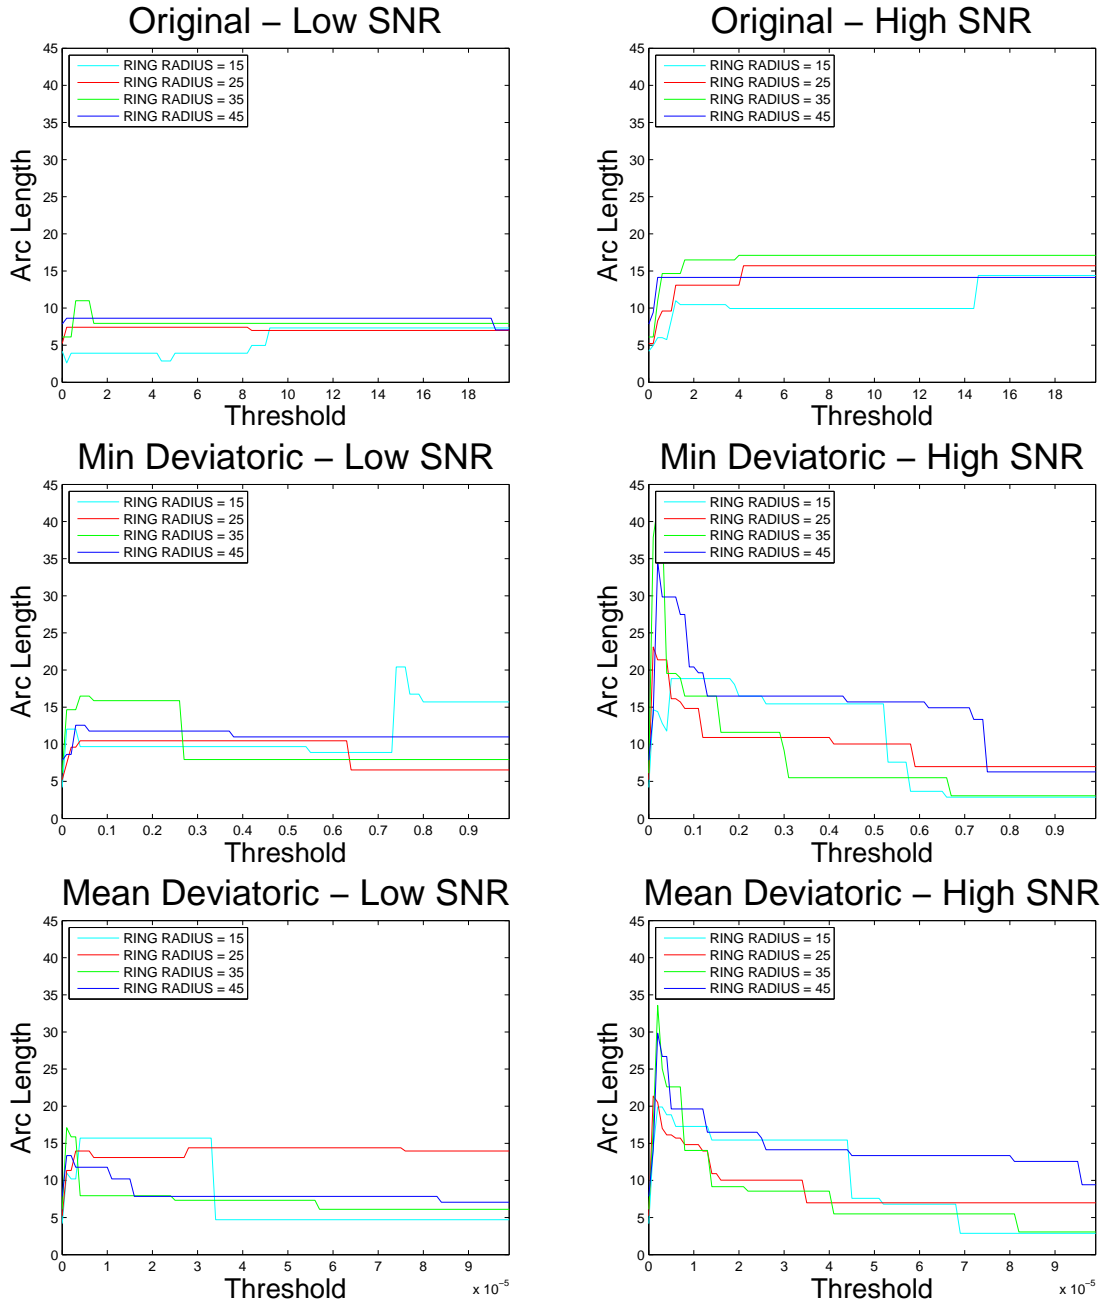 Original – Low SNR
45
40
35
30
25
20
15
10
5
0
Arc Length
RING RADIUS = 15
RING RADIUS = 25
RING RADIUS = 35
RING RADIUS = 45
0 2 4 6 8 10 12 14 16 18
Threshold
Original – High SNR
45
40
35
30
25
20
15
10
5
0
Arc Length
RING RADIUS = 15
RING RADIUS = 25
RING RADIUS = 35
RING RADIUS = 45
0 2 4 6 8 10 12 14 16 18
Threshold
Min Deviatoric – Low SNR
45
40
35
30
25
20
15
10
5
0
Arc Length
RING RADIUS = 15
RING RADIUS = 25
RING RADIUS = 35
RING RADIUS = 45
0 0.1 0.2 0.3 0.4 0.5 0.6 0.7 0.8 0.9
Threshold
Min Deviatoric – High SNR
45
40
35
30
25
20
15
10
5
0
Arc Length
RING RADIUS = 15
RING RADIUS = 25
RING RADIUS = 35
RING RADIUS = 45
0 0.1 0.2 0.3 0.4 0.5 0.6 0.7 0.8 0.9
Threshold
Mean Deviatoric – Low SNR
45
40
35
30
25
20
15
10
5
0
Arc Length
RING RADIUS = 15
RING RADIUS = 25
RING RADIUS = 35
RING RADIUS = 45
0 1 2 3 4 5 6 7 8 9
Threshold
x 10⁻⁵
Mean Deviatoric – High SNR
45
40
35
30
25
20
15
10
5
0
Arc Length
RING RADIUS = 15
RING RADIUS = 25
RING RADIUS = 35
RING RADIUS = 45
0 1 2 3 4 5 6 7 8 9
Threshold
x 10⁻⁵